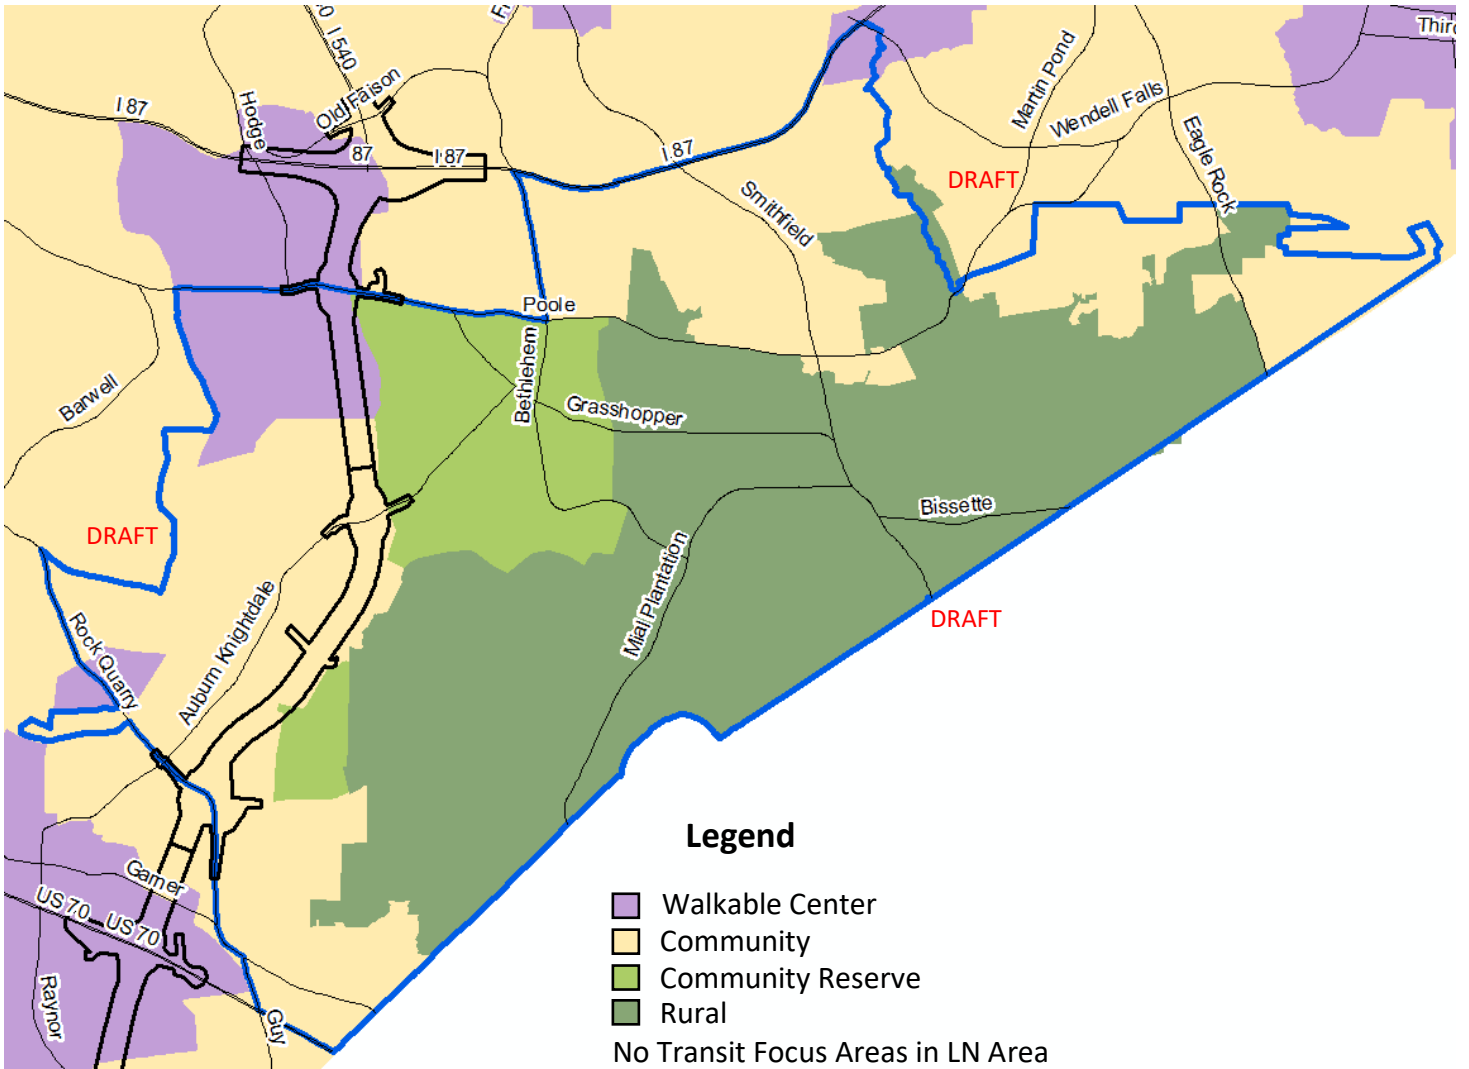 I 540
Thir
I 87
Hodge
Old Faison
Martin Pond
Wendell Falls
Eagle Rock
87
I 87
I 87
DRAFT
Smithfield
Poole
Bethlehem
Barwell
Grasshopper
Bissette
DRAFT
Mial Plantation
DRAFT
Rock Quarry
Auburn Knightdale
Garner
US 70
US 70
Raynor
Guy
Legend
Walkable Center
Community
Community Reserve
Rural
No Transit Focus Areas in LN Area